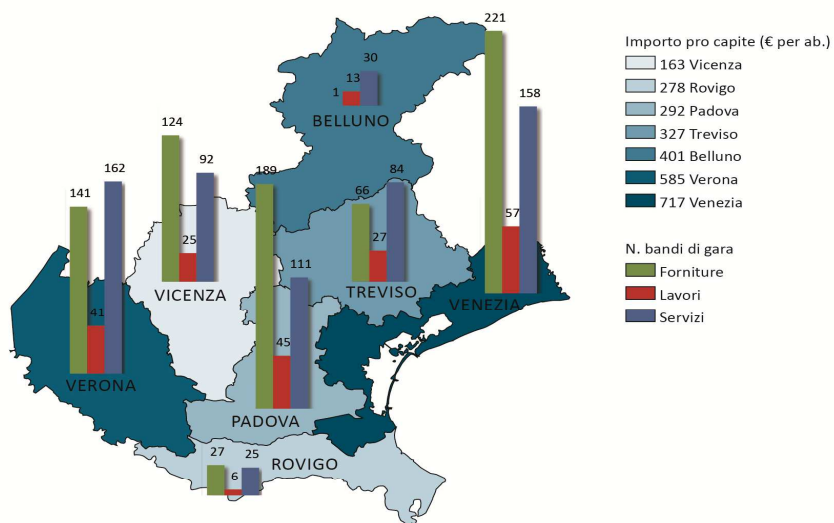 221
Importo pro capite (€ per ab.)
163 Vicenza
278 Rovigo
292 Padova
327 Treviso
401 Belluno
585 Verona
717 Venezia
N. bandi di gara
Forniture
Lavori
Servizi
30
13
1
BELLUNO
158
124
92
25
VICENZA
162
141
41
VERONA
189
111
45
PADOVA
84
66
27
TREVISO
57
VENEZIA
27
6
25
ROVIGO